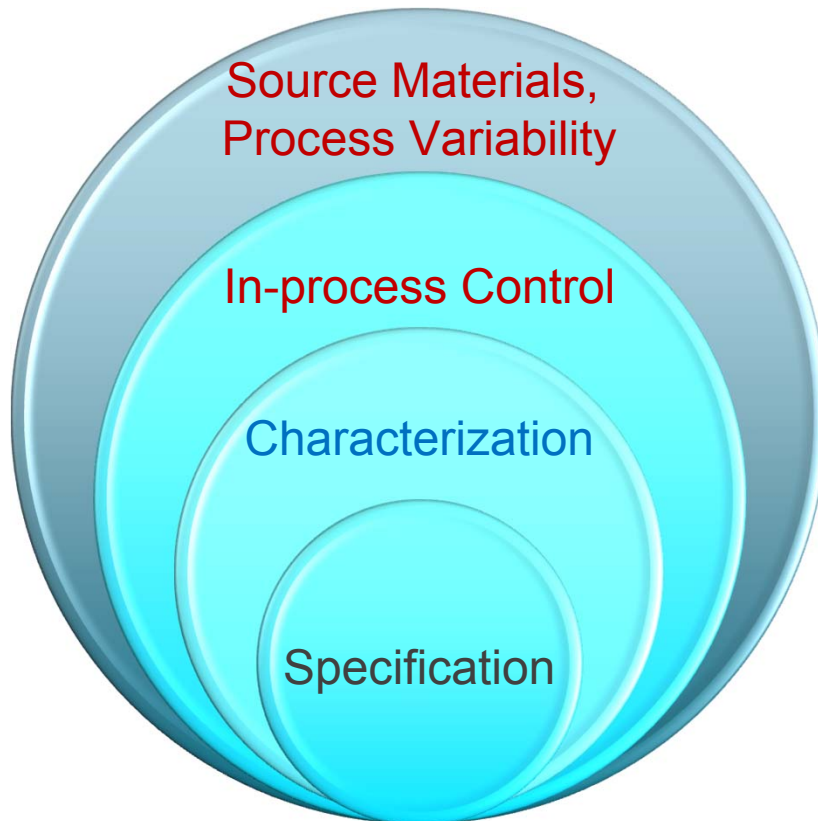 Source Materials,
Process Variability
In-process Control
Characterization
Specification